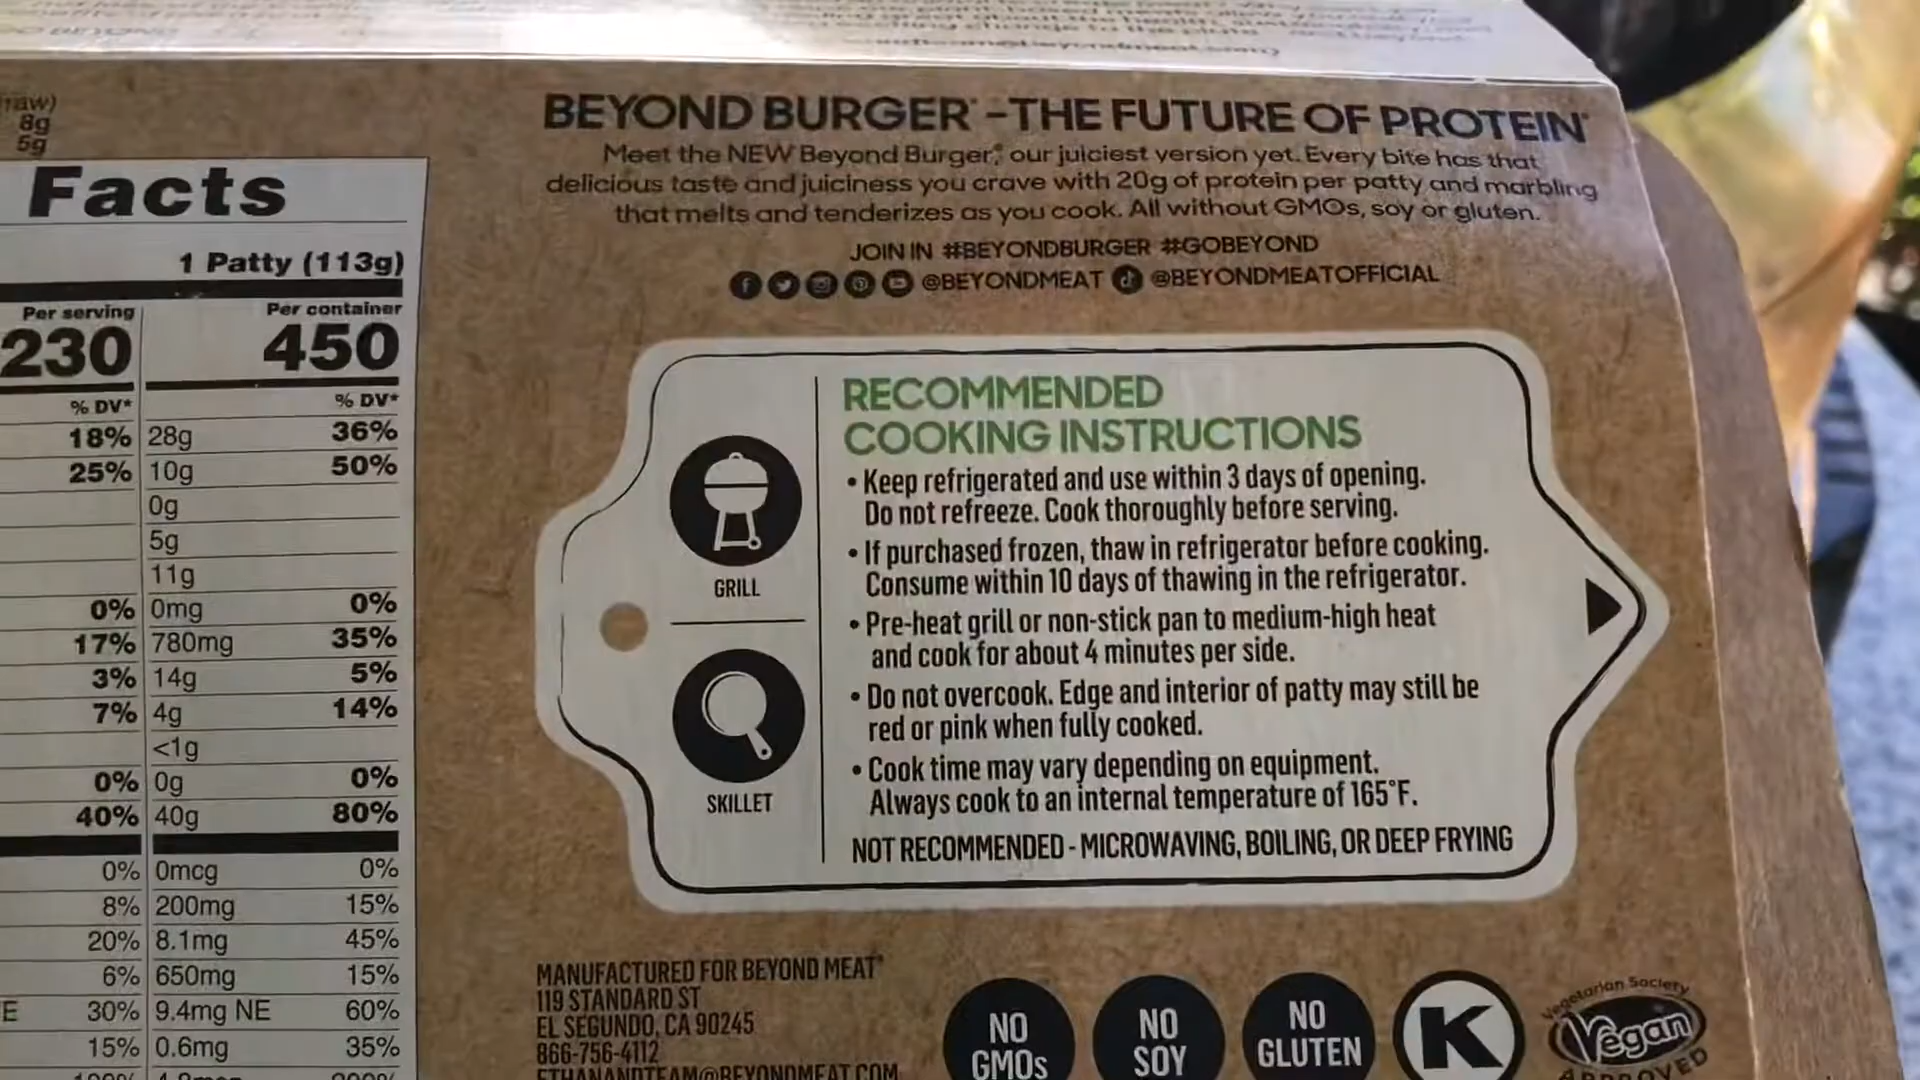 raw)
8g
5g
Facts
1 Patty (113g)
Per serving Per container
230 450
% DV* % DV*
18% 28g 36%
25% 10g 50%
0g
5g
11g
0% 0mg 0%
17% 780mg 35%
3% 14g 5%
7% 4g 14%
<1g
0% 0g 0%
40% 40g 80%
0% 0mcg 0%
8% 200mg 15%
20% 8.1mg 45%
6% 650mg 15%
E 30% 9.4mg NE 60%
15% 0.6mg 35%
BEYOND BURGER® – THE FUTURE OF PROTEIN®
Meet the NEW Beyond Burger,® our juiciest version yet. Every bite has that
delicious taste and juiciness you crave with 20g of protein per patty and marbling
that melts and tenderizes as you cook. All without GMOs, soy or gluten.
JOIN IN #BEYONDBURGER #GOBEYOND
@BEYONDMEAT @BEYONDMEATOFFICIAL
GRILL
SKILLET
RECOMMENDED
COOKING INSTRUCTIONS
• Keep refrigerated and use within 3 days of opening.
Do not refreeze. Cook thoroughly before serving.
• If purchased frozen, thaw in refrigerator before cooking.
Consume within 10 days of thawing in the refrigerator.
• Pre-heat grill or non-stick pan to medium-high heat
and cook for about 4 minutes per side.
• Do not overcook. Edge and interior of patty may still be
red or pink when fully cooked.
• Cook time may vary depending on equipment.
Always cook to an internal temperature of 165°F.
NOT RECOMMENDED - MICROWAVING, BOILING, OR DEEP FRYING
MANUFACTURED FOR BEYOND MEAT®
119 STANDARD ST
EL SEGUNDO, CA 90245
866-756-4112
ETHANANDTEAM@BEYONDMEAT.COM
NO
GMOs
NO
SOY
NO
GLUTEN
K
Vegetarian Society
Vegan
APPROVED